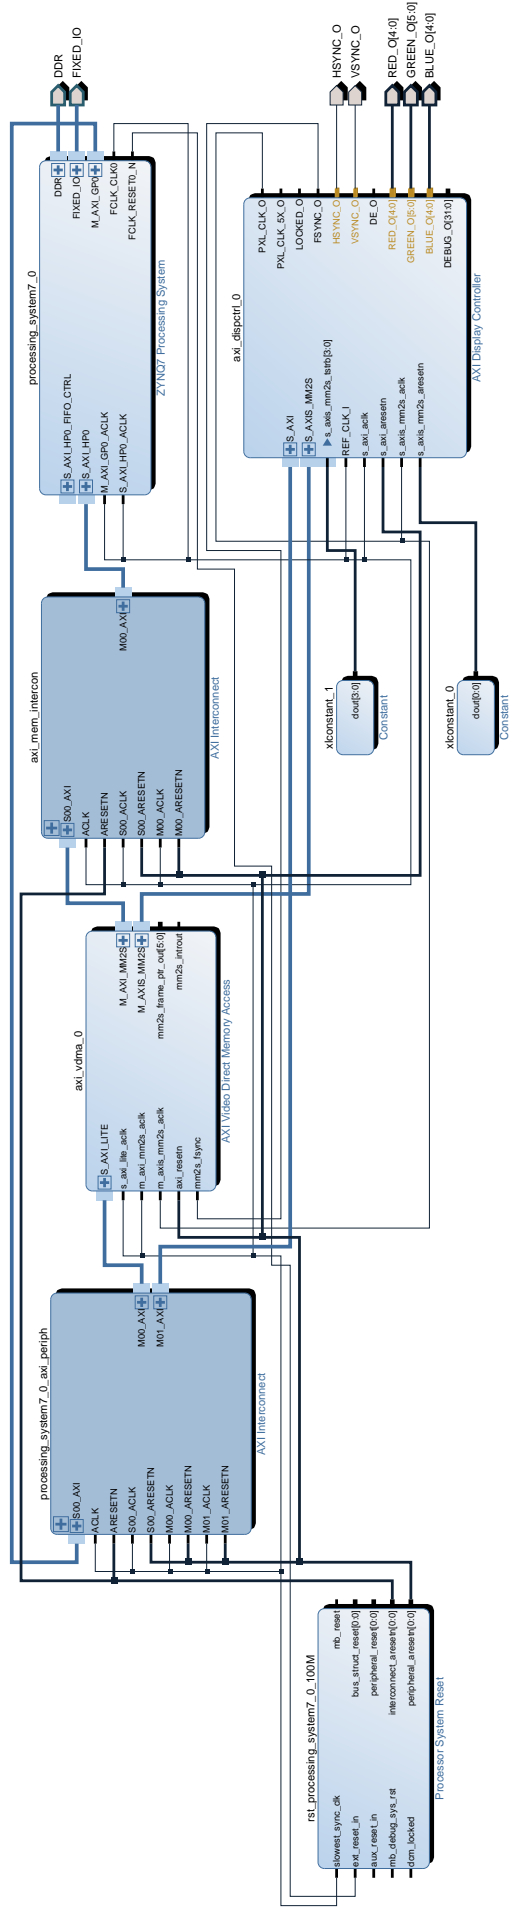 rst_processing_system7_0_100M
slowest_sync_clk
ext_reset_in
aux_reset_in
mb_debug_sys_rst
dcm_locked
mb_reset
bus_struct_reset[0:0]
peripheral_reset[0:0]
interconnect_aresetn[0:0]
peripheral_aresetn[0:0]
Processor System Reset
processing_system7_0_axi_periph
S00_AXI
ACLK
ARESETN
S00_ACLK
S00_ARESETN
M00_ACLK
M00_ARESETN
M01_ACLK
M01_ARESETN
M00_AXI
M01_AXI
AXI Interconnect
axi_vdma_0
S_AXI_LITE
s_axi_lite_aclk
m_axi_mm2s_aclk
m_axis_mm2s_aclk
axi_resetn
mm2s_fsync
M_AXI_MM2S
M_AXIS_MM2S
mm2s_frame_ptr_out[5:0]
mm2s_introut
AXI Video Direct Memory Access
axi_mem_intercon
S00_AXI
ACLK
ARESETN
S00_ACLK
S00_ARESETN
M00_ACLK
M00_ARESETN
M00_AXI
AXI Interconnect
xlconstant_1
dout[3:0]
Constant
xlconstant_0
dout[0:0]
Constant
processing_system7_0
S_AXI_HP0_FIFO_CTRL
S_AXI_HP0
M_AXI_GP0_ACLK
S_AXI_HP0_ACLK
DDR
FIXED_IO
M_AXI_GP0
FCLK_CLK0
FCLK_RESET0_N
ZYNQ7 Processing System
axi_dispctrl_0
S_AXI
S_AXIS_MM2S
s_axis_mm2s_tstrb[3:0]
REF_CLK_I
s_axi_aclk
s_axi_aresetn
s_axis_mm2s_aclk
s_axis_mm2s_aresetn
PXL_CLK_O
PXL_CLK_5X_O
LOCKED_O
FSYNC_O
HSYNC_O
VSYNC_O
DE_O
RED_O[4:0]
GREEN_O[5:0]
BLUE_O[4:0]
DEBUG_O[31:0]
AXI Display Controller
DDR
FIXED_IO
HSYNC_O
VSYNC_O
RED_O[4:0]
GREEN_O[5:0]
BLUE_O[4:0]